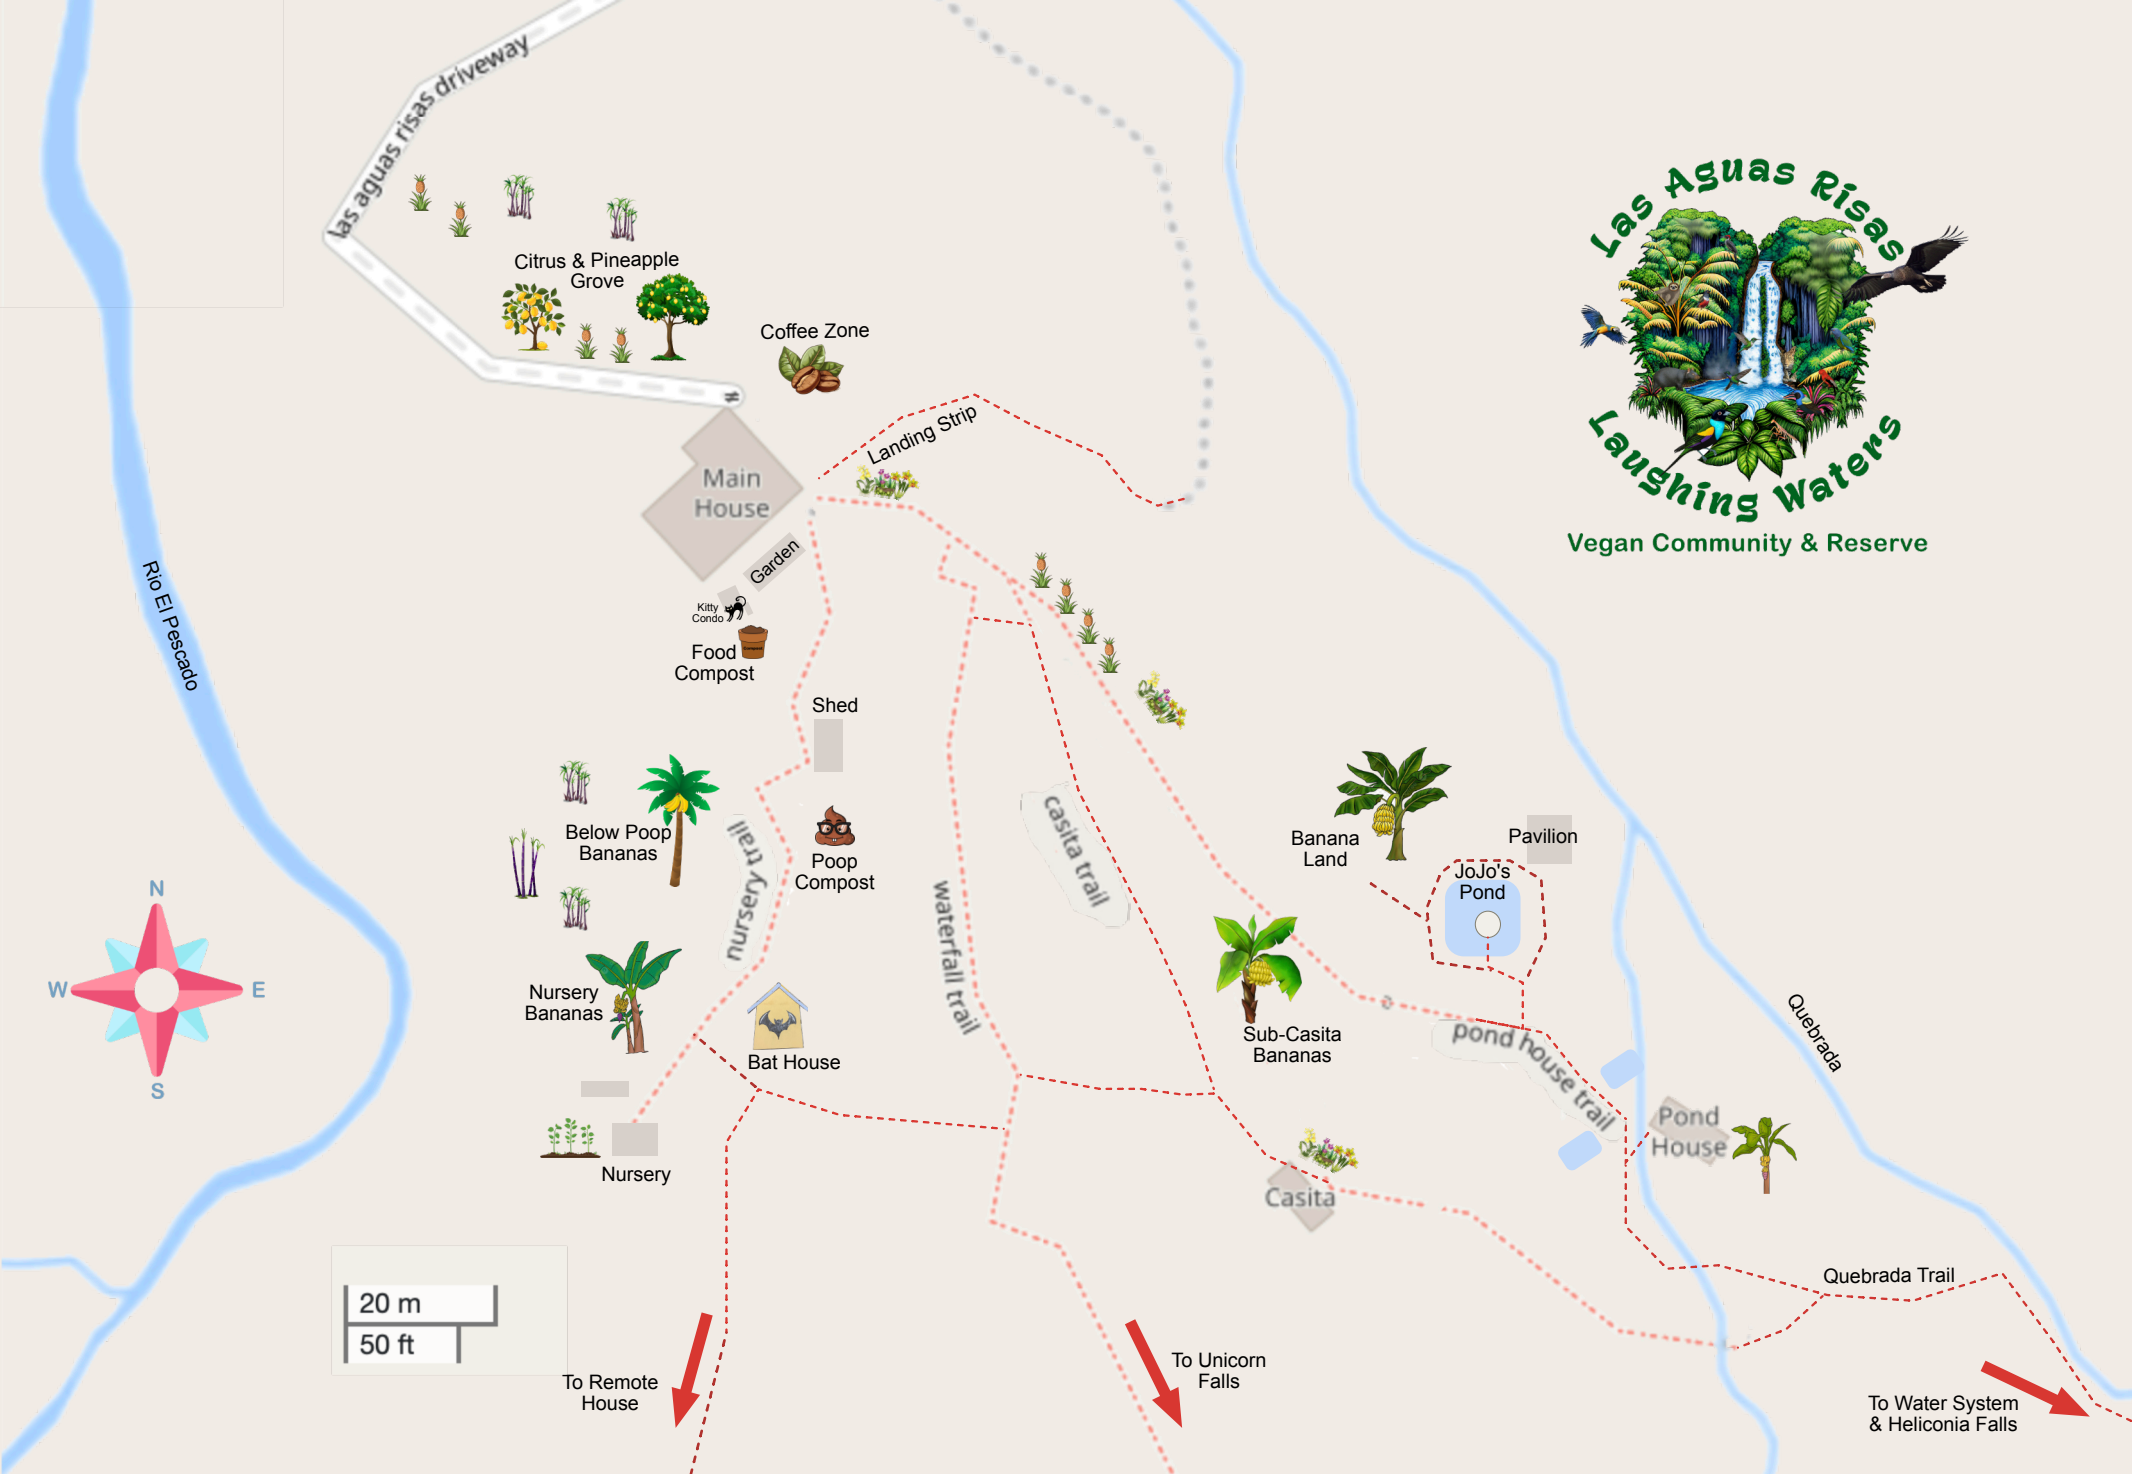 las aguas risas driveway
Citrus & Pineapple
Grove
Coffee Zone
Landing Strip
Main
House
Garden
Kitty
Condo
Food
Compost
Compost
Shed
Rio El Pescado
Las Aguas Risas
Laughing Waters
Vegan Community & Reserve
Below Poop
Bananas
nursery trail
Poop
Compost
waterfall trail
casita trail
Banana
Land
Pavilion
JoJo's
Pond
N
W
E
S
Nursery
Bananas
Bat House
Sub-Casita
Bananas
pond house trail
Quebrada
Pond
House
Nursery
Casita
Quebrada Trail
20 m
50 ft
To Remote
House
To Unicorn
Falls
To Water System
& Heliconia Falls